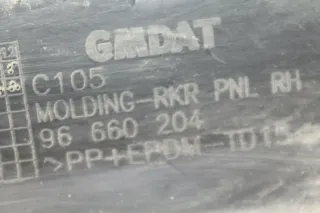 GMDAT
C105
MOLDING-RKR PNL RH
96 660 204
>PP+EPDM-TD15